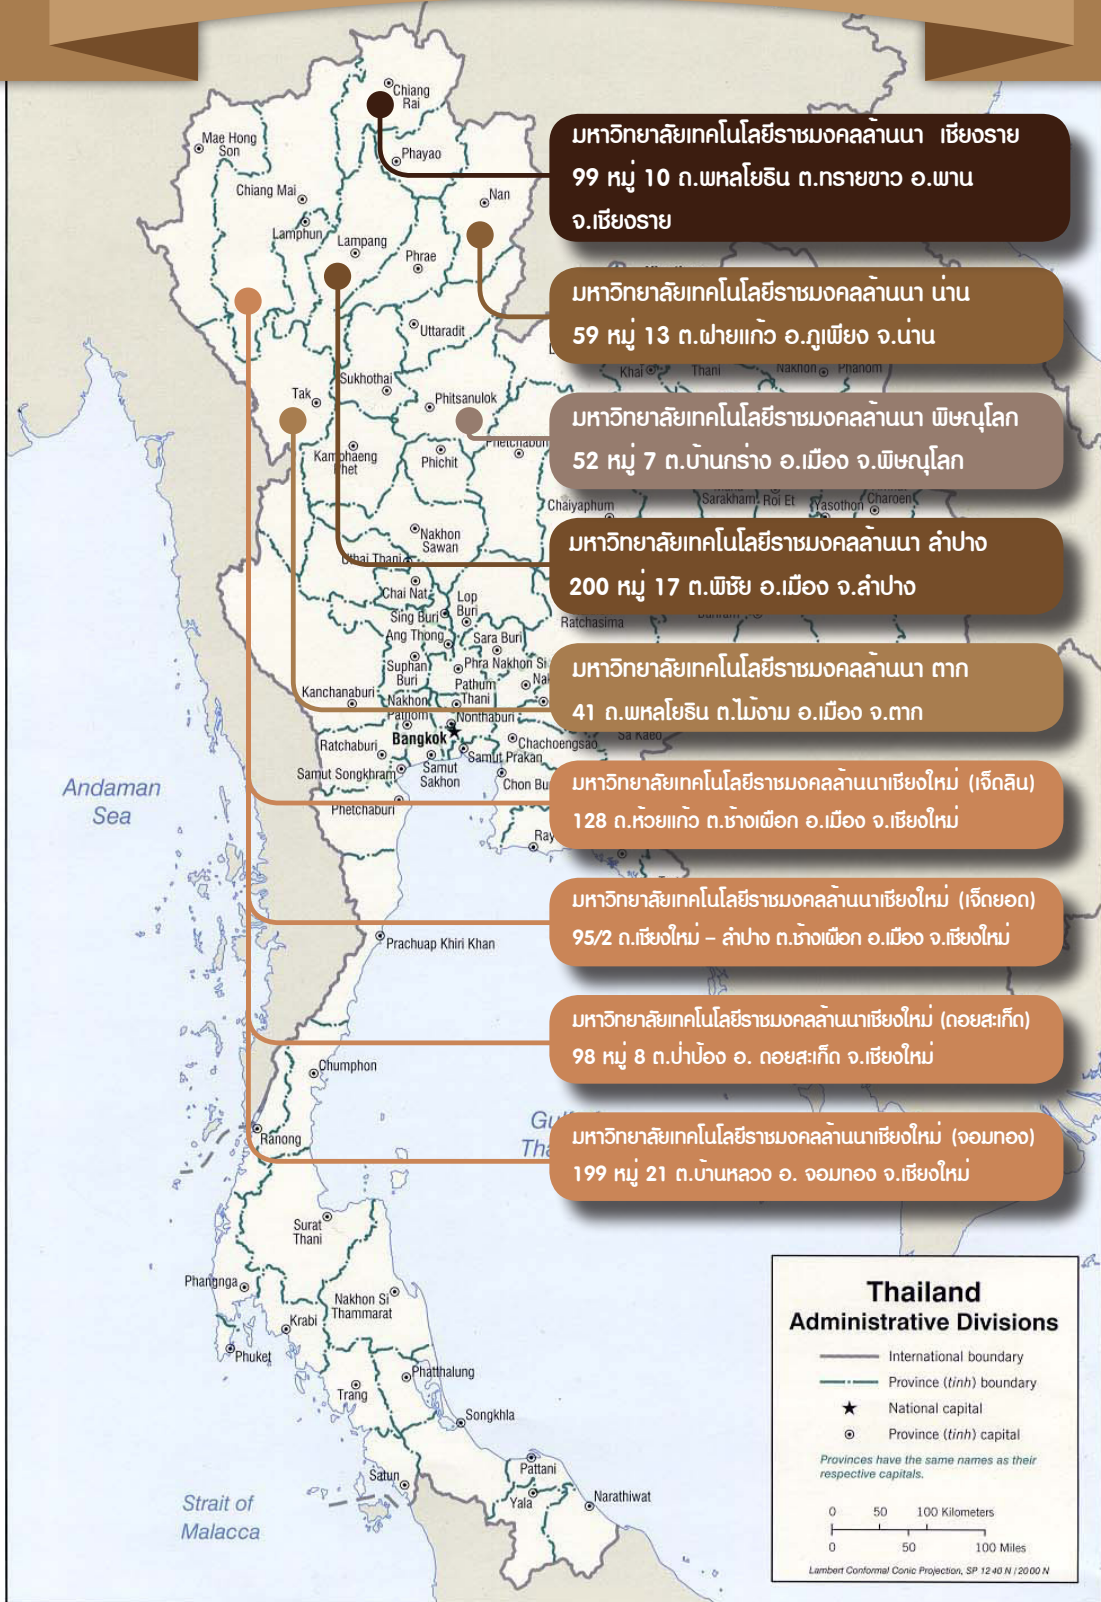 Chiang
Rai
Mae Hong
Son
Phayao
Chiang Mai
Nan
Lamphun
Lampang
Phrae
Uttaradit
Sukhothai
Tak
Phitsanulok
Kamphaeng
Phet
Phichit
Phetchabun
Khai
Thani
Nakhon
Phanom
Chaiyaphum
Sarakham
Roi Et
Yasothon
Charoen
Nakhon
Sawan
Uthai Thani
Chai Nat
Lop
Buri
Sing Buri
Ang Thong
Sara Buri
Ratchasima
Suphan
Buri
Phra Nakhon Si
Kanchanaburi
Nakhon
Pathom
Pathum
Thani
Nonthaburi
Bangkok
Ratchaburi
Chachoengsao
Sa Kaeo
Samut Prakan
Samut Songkhram
Samut
Sakhon
Chon Bu
Phetchaburi
Ray
Andaman
Sea
Prachuap Khiri Khan
Chumphon
Ranong
Surat
Thani
Phangnga
Nakhon Si
Thammarat
Krabi
Phuket
Phatthalung
Trang
Songkhla
Satun
Pattani
Yala
Narathiwat
Strait of
Malacca
มหาวิทยาลัยเทคโนโลยีราชมงคลล้านนา เชียงราย
99 หมู่ 10 ถ.พหลโยธิน ต.ทรายขาว อ.พาน
จ.เชียงราย
มหาวิทยาลัยเทคโนโลยีราชมงคลล้านนา น่าน
59 หมู่ 13 ต.ฝายแก้ว อ.ภูเพียง จ.น่าน
มหาวิทยาลัยเทคโนโลยีราชมงคลล้านนา พิษณุโลก
52 หมู่ 7 ต.บ้านกร่าง อ.เมือง จ.พิษณุโลก
มหาวิทยาลัยเทคโนโลยีราชมงคลล้านนา ลำปาง
200 หมู่ 17 ต.พิชัย อ.เมือง จ.ลำปาง
มหาวิทยาลัยเทคโนโลยีราชมงคลล้านนา ตาก
41 ถ.พหลโยธิน ต.ไม้งาม อ.เมือง จ.ตาก
มหาวิทยาลัยเทคโนโลยีราชมงคลล้านนาเชียงใหม่ (เจ็ดลิน)
128 ถ.ห้วยแก้ว ต.ช้างเผือก อ.เมือง จ.เชียงใหม่
มหาวิทยาลัยเทคโนโลยีราชมงคลล้านนาเชียงใหม่ (เจ็ดยอด)
95/2 ถ.เชียงใหม่ – ลำปาง ต.ช้างเผือก อ.เมือง จ.เชียงใหม่
มหาวิทยาลัยเทคโนโลยีราชมงคลล้านนาเชียงใหม่ (ดอยสะเก็ด)
98 หมู่ 8 ต.ป่าป้อง อ. ดอยสะเก็ด จ.เชียงใหม่
มหาวิทยาลัยเทคโนโลยีราชมงคลล้านนาเชียงใหม่ (จอมทอง)
199 หมู่ 21 ต.บ้านหลวง อ. จอมทอง จ.เชียงใหม่
Thailand
Administrative Divisions
International boundary
Province (tinh) boundary
National capital
Province (tinh) capital
Provinces have the same names as their
respective capitals.
0 50 100 Kilometers
0 50 100 Miles
Lambert Conformal Conic Projection, SP 12 40 N / 20 00 N